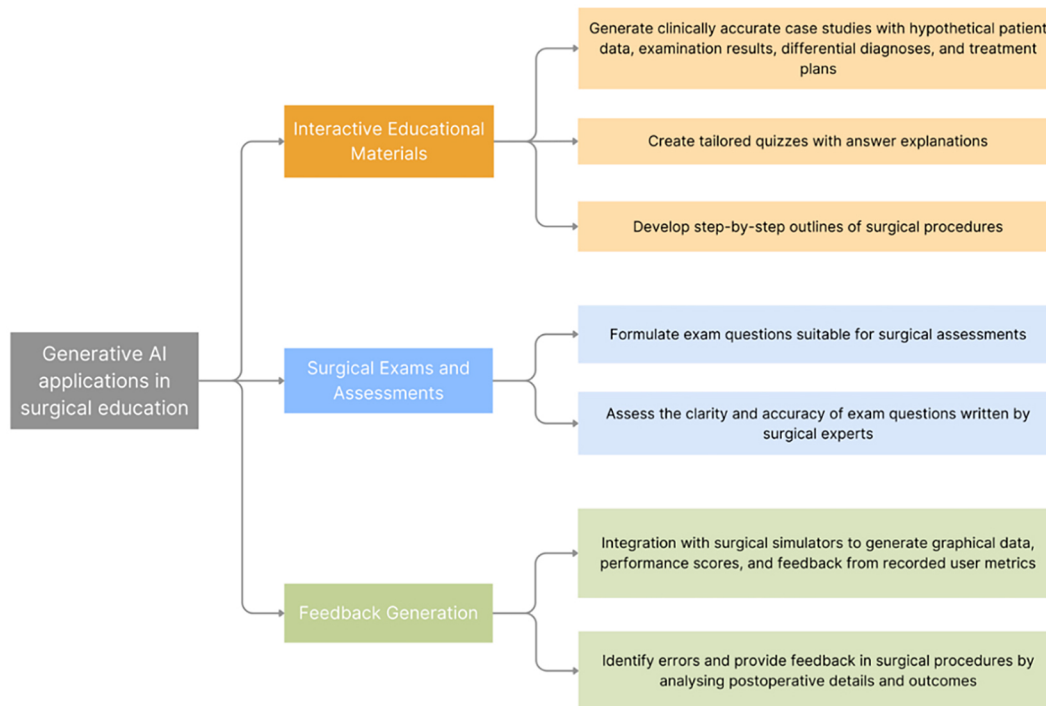 Generate clinically accurate case studies with hypothetical patient
data, examination results, differential diagnoses, and treatment
plans
Interactive Educational
Materials
Create tailored quizzes with answer explanations
Develop step-by-step outlines of surgical procedures
Generative AI
applications in
surgical education
Surgical Exams and
Assessments
Formulate exam questions suitable for surgical assessments
Assess the clarity and accuracy of exam questions written by
surgical experts
Feedback Generation
Integration with surgical simulators to generate graphical data,
performance scores, and feedback from recorded user metrics
Identify errors and provide feedback in surgical procedures by
analysing postoperative details and outcomes